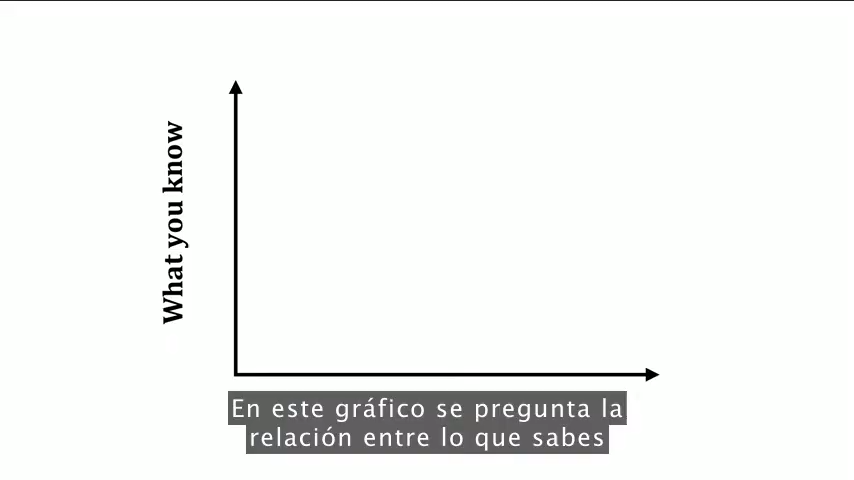 What you know
En este gráfico se pregunta la
relación entre lo que sabes